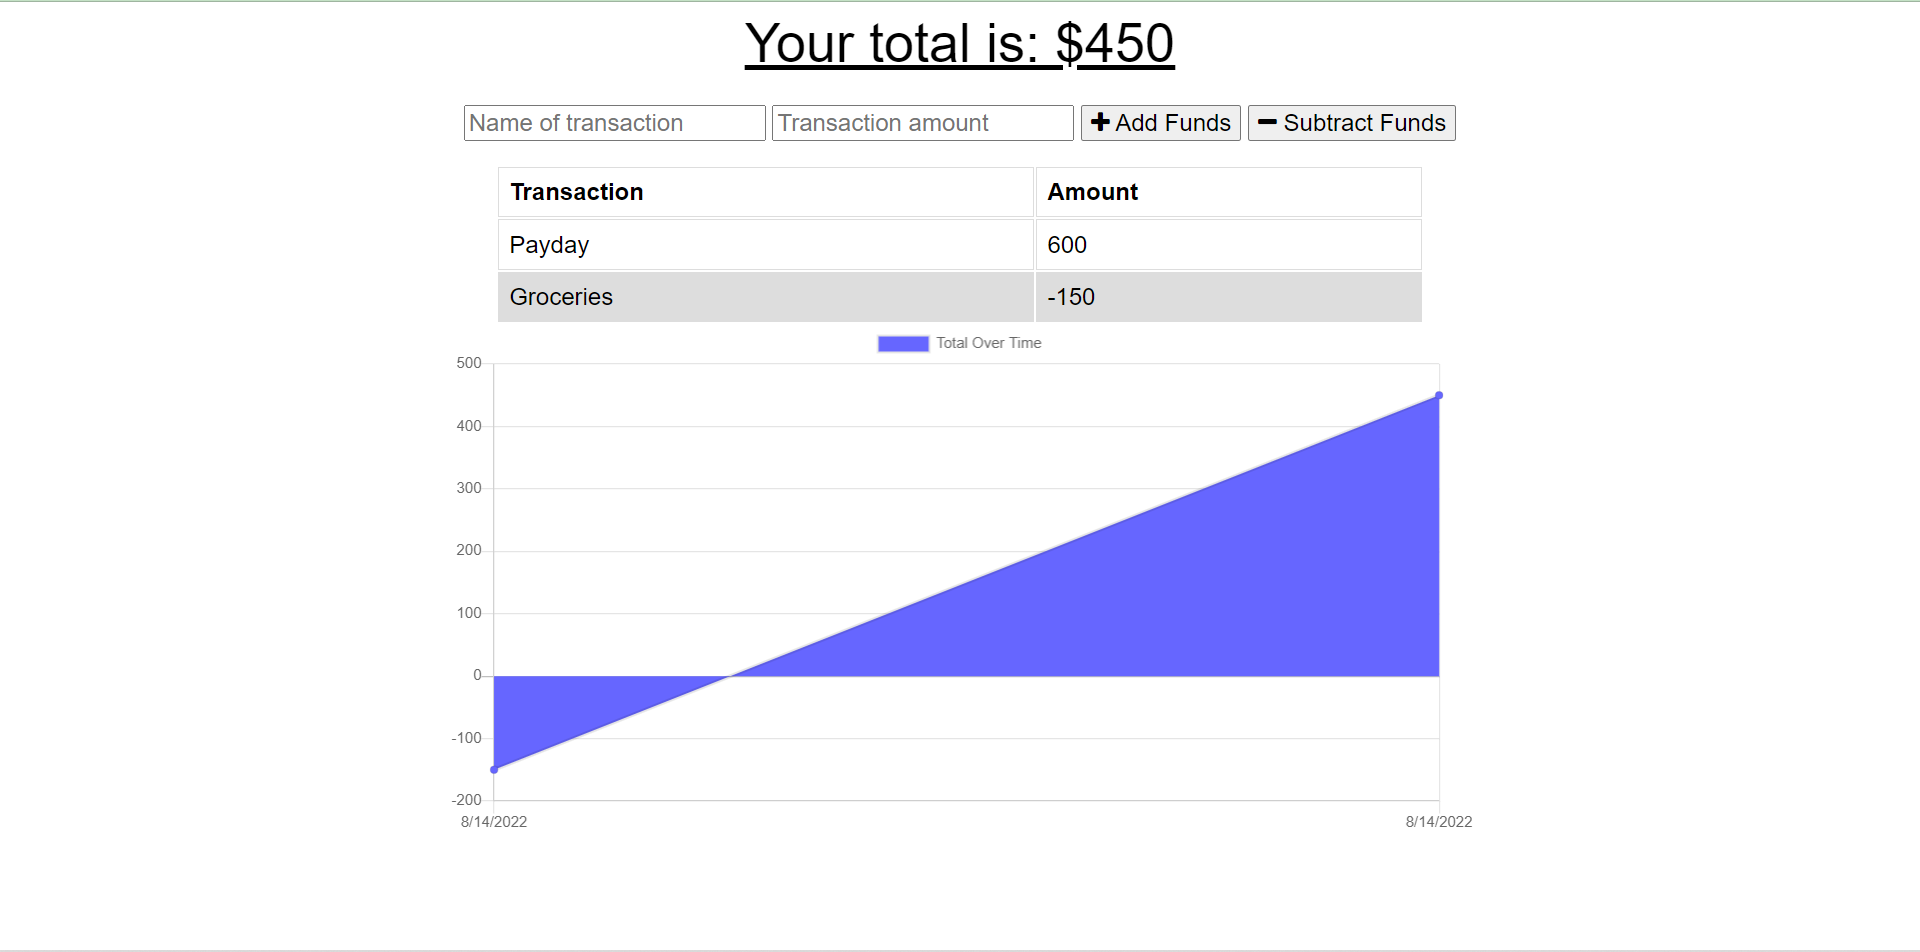 Your total is: $450
Name of transaction Transaction amount Add Funds Subtract Funds
Transaction Amount
Payday 600
Groceries -150
Total Over Time
500
400
300
200
100
0
-100
-200
8/14/2022 8/14/2022